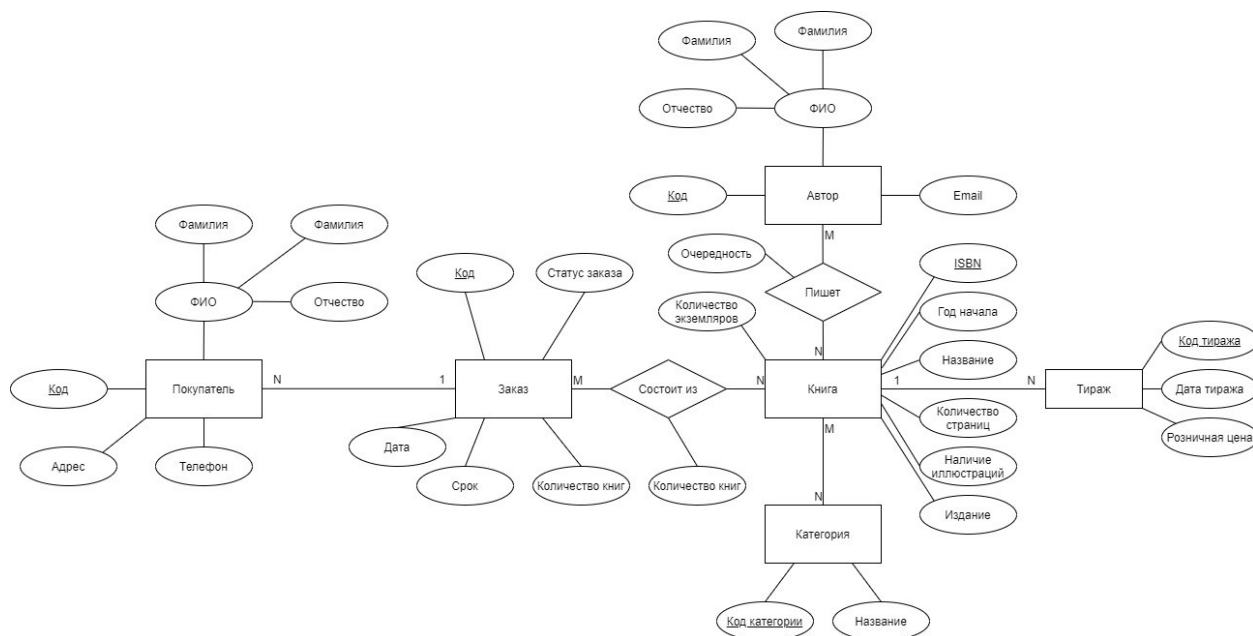 Фамилия
Фамилия
Отчество
ФИО
Код
Автор
Email
Фамилия
Фамилия
Код
Статус заказа
Очередность
M
Пишет
ISBN
ФИО
Отчество
Количество
экземляров
Год начала
N
Название
Код тиража
Код
Покупатель
N
1
Заказ
M
Состоит из
N
Книга
1
N
Тираж
Дата тиража
Количество
страниц
M
Розничная цена
Адрес
Телефон
Дата
Срок
Количество книг
Количество книг
Наличие
иллюстраций
N
Издание
Категория
Код категории
Название